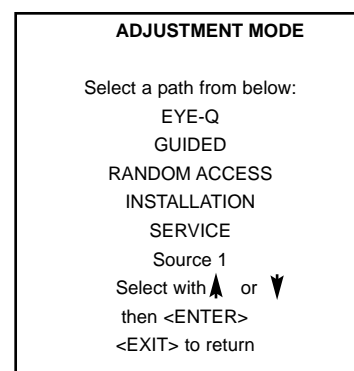 ADJUSTMENT MODE
Select a path from below:
EYE-Q
GUIDED
RANDOM ACCESS
INSTALLATION
SERVICE
Source 1
Select with or
then <ENTER>
<EXIT> to return